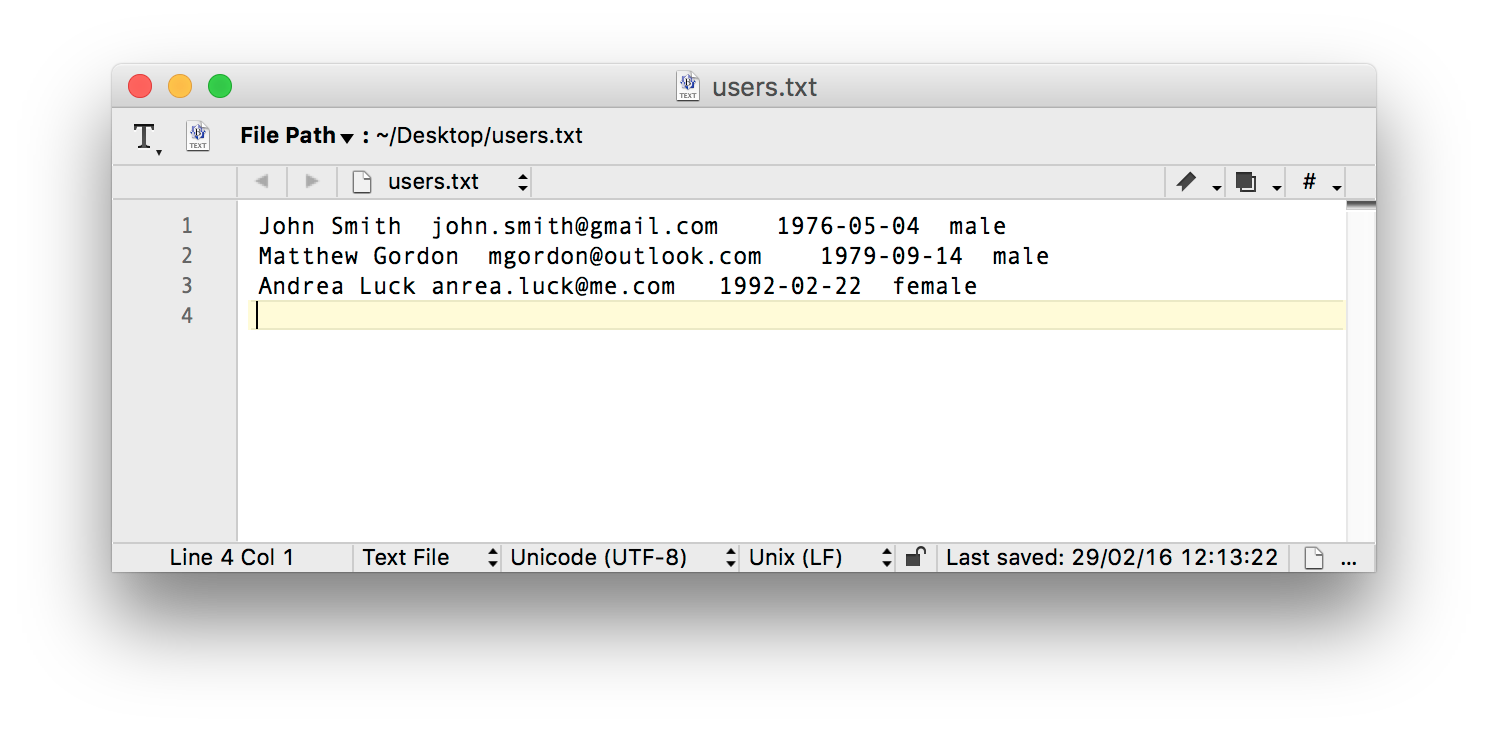 users.txt
T
File Path : ~/Desktop/users.txt
users.txt #
1 John Smith  john.smith@gmail.com    1976-05-04  male
2 Matthew Gordon  mgordon@outlook.com    1979-09-14  male
3 Andrea Luck anrea.luck@me.com   1992-02-22  female
4
Line 4 Col 1 Text File Unicode (UTF-8) Unix (LF) Last saved: 29/02/16 12:13:22 ...